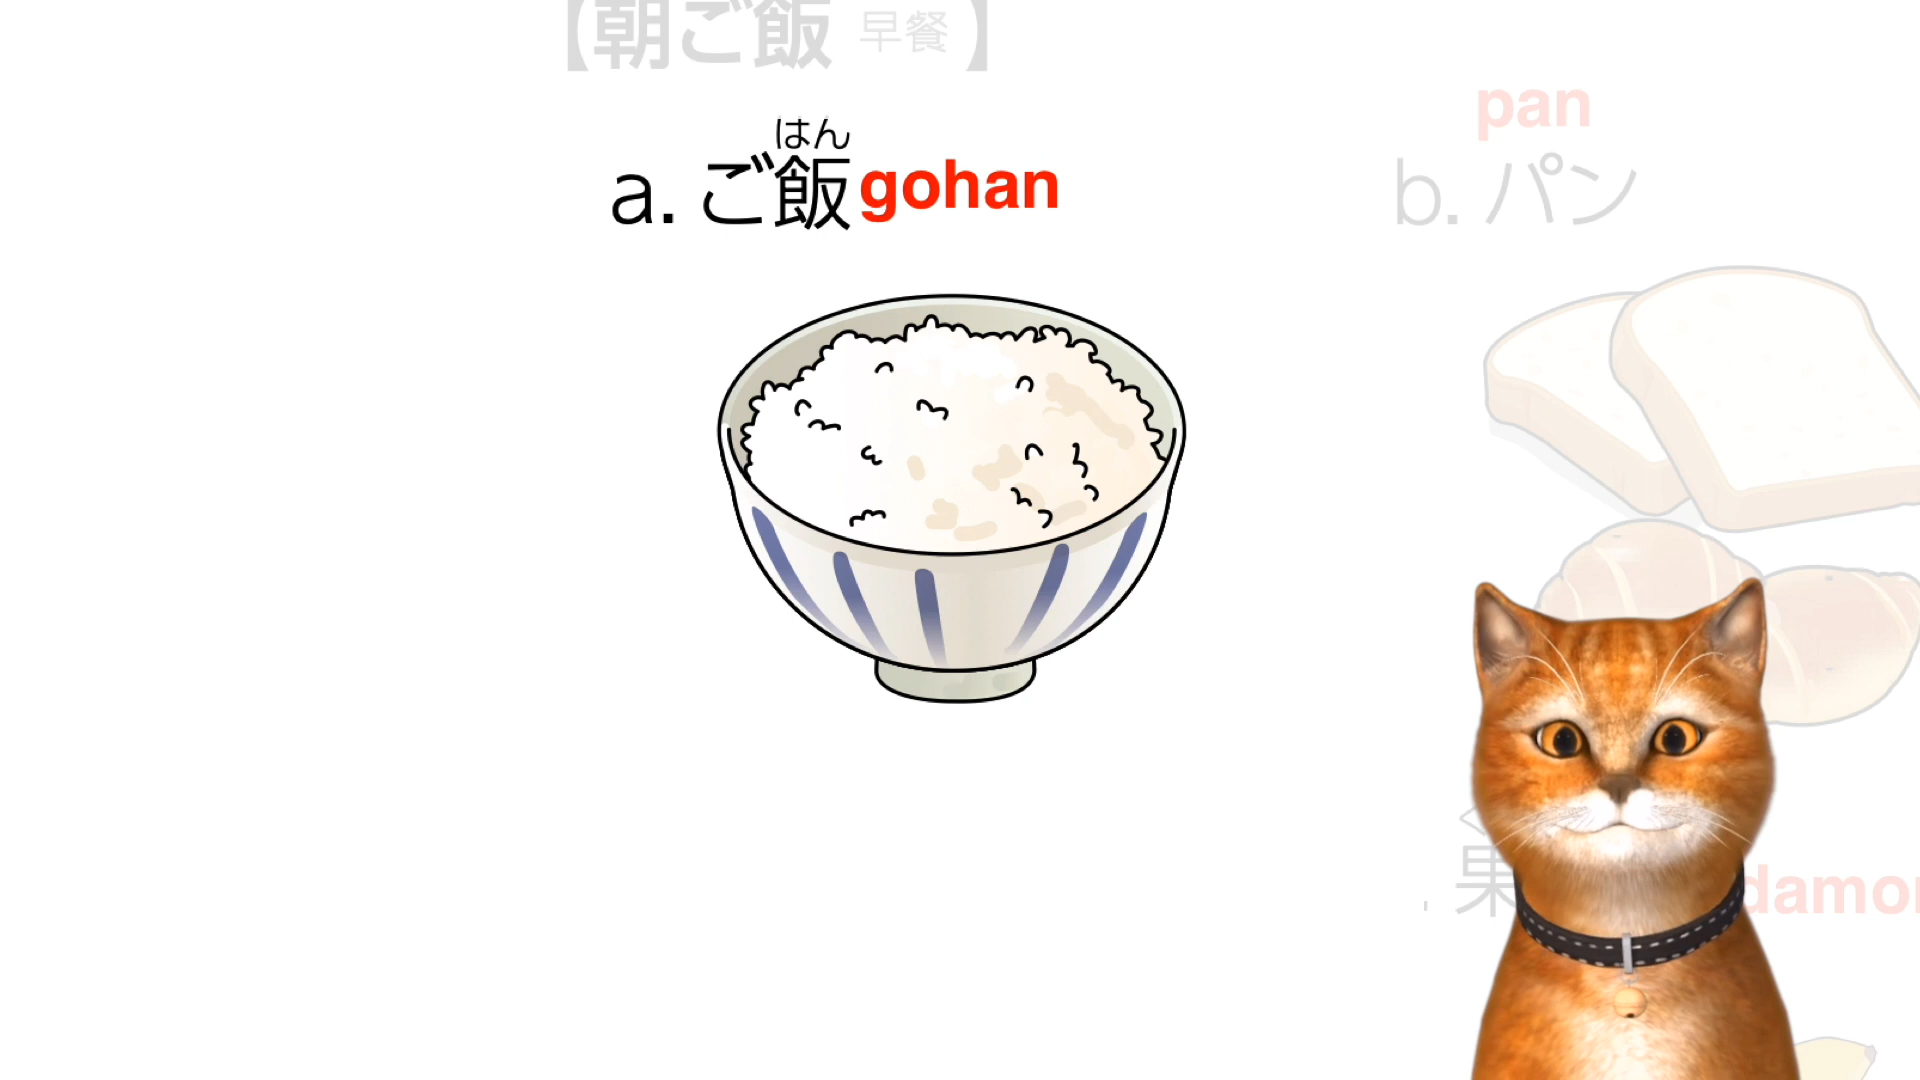 【朝ご飯 早餐】
はん
a. ご飯 gohan
pan
b. パン
果
damo